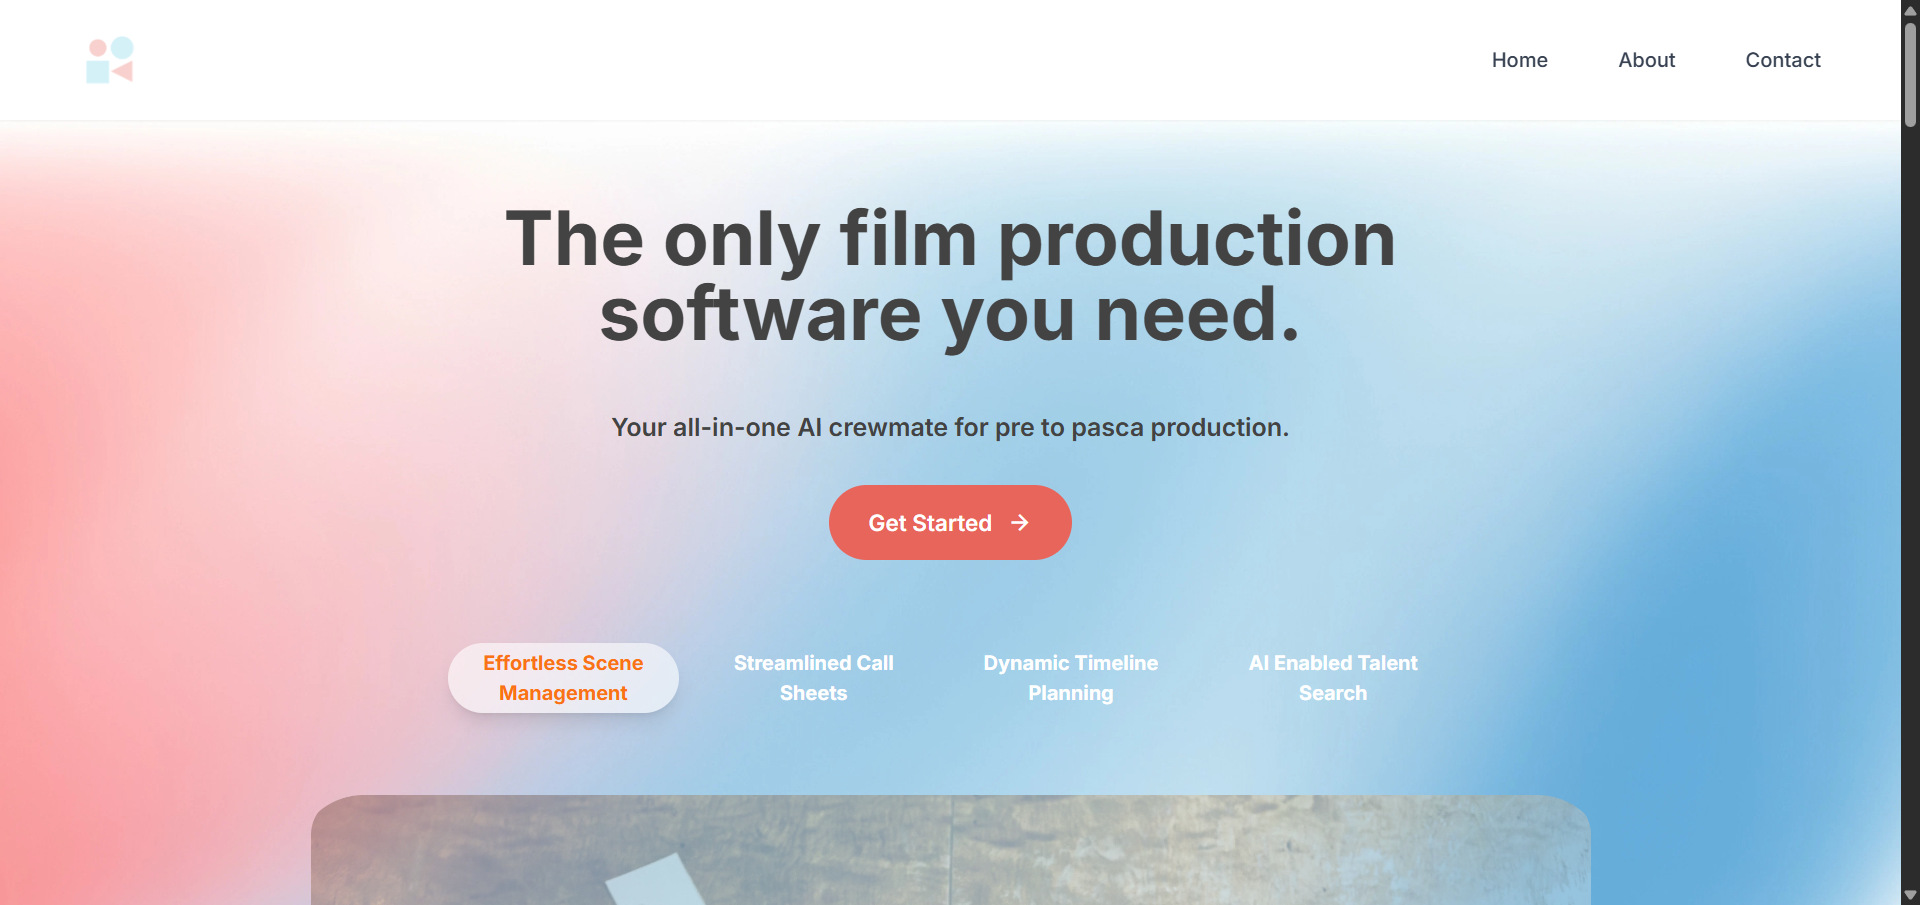 Home
About
Contact
The only film production
software you need.
Your all-in-one AI crewmate for pre to pasca production.
Get Started →
Effortless Scene
Management
Streamlined Call
Sheets
Dynamic Timeline
Planning
AI Enabled Talent
Search